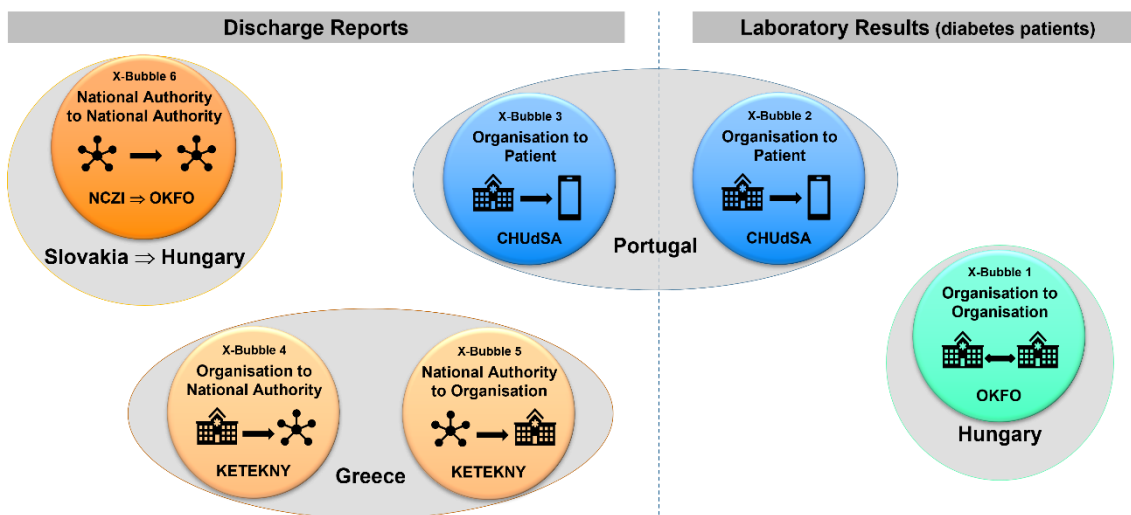 Discharge Reports
Laboratory Results (diabetes patients)
X-Bubble 6
National Authority
to National Authority
NCZI ⇒ OKFO
Slovakia ⇒ Hungary
X-Bubble 3
Organisation to
Patient
CHUdSA
X-Bubble 2
Organisation to
Patient
CHUdSA
Portugal
X-Bubble 1
Organisation to
Organisation
OKFO
Hungary
X-Bubble 4
Organisation to
National Authority
KETEKNY
X-Bubble 5
National Authority
to Organisation
KETEKNY
Greece